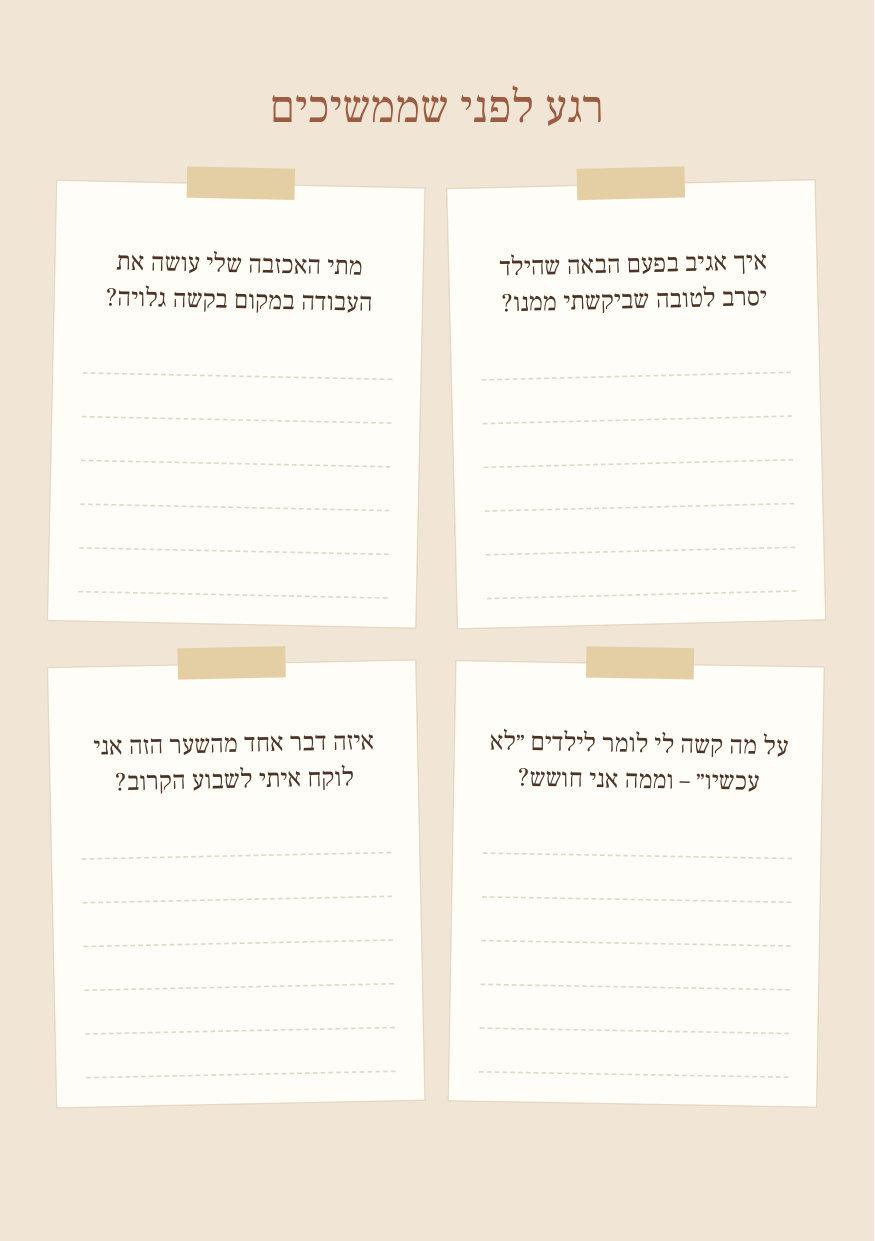 רגע לפני שממשיכים
איך אגיב בפעם הבאה שהילד
יסרב לטובה שביקשתי ממנו?
מתי האכזבה שלי עושה את
העבודה במקום בקשה גלויה?
על מה קשה לי לומר לילדים ״לא
עכשיו״ – וממה אני חושש?
איזה דבר אחד מהשער הזה אני
לוקח איתי לשבוע הקרוב?